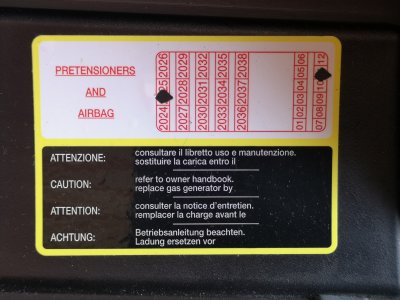 PRETENSIONERS
AND
AIRBAG
2024 2026
2027 2028 2029
2030 2031 2032
2033 2034 2035
2036 2037 2038
01 02 03 04 05 06
07 08 09 10 12
ATTENZIONE: consultare il libretto uso e manutenzione.
sostituire la carica entro il
CAUTION: refer to owner handbook.
replace gas generator by
ATTENTION: consulter la notice d'entretien.
remplacer la charge avant le
ACHTUNG: Betriebsanleitung beachten.
Ladung ersetzen vor